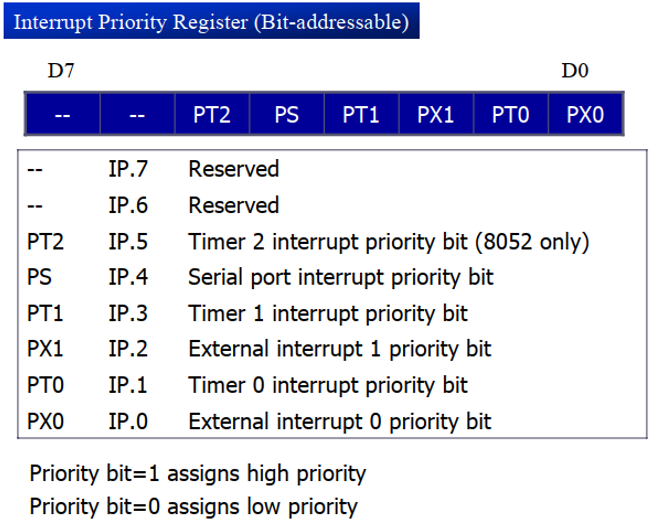 Interrupt Priority Register (Bit-addressable)
D7 D0
-- -- PT2 PS PT1 PX1 PT0 PX0
-- IP.7 Reserved
-- IP.6 Reserved
PT2 IP.5 Timer 2 interrupt priority bit (8052 only)
PS IP.4 Serial port interrupt priority bit
PT1 IP.3 Timer 1 interrupt priority bit
PX1 IP.2 External interrupt 1 priority bit
PT0 IP.1 Timer 0 interrupt priority bit
PX0 IP.0 External interrupt 0 priority bit
Priority bit=1 assigns high priority
Priority bit=0 assigns low priority